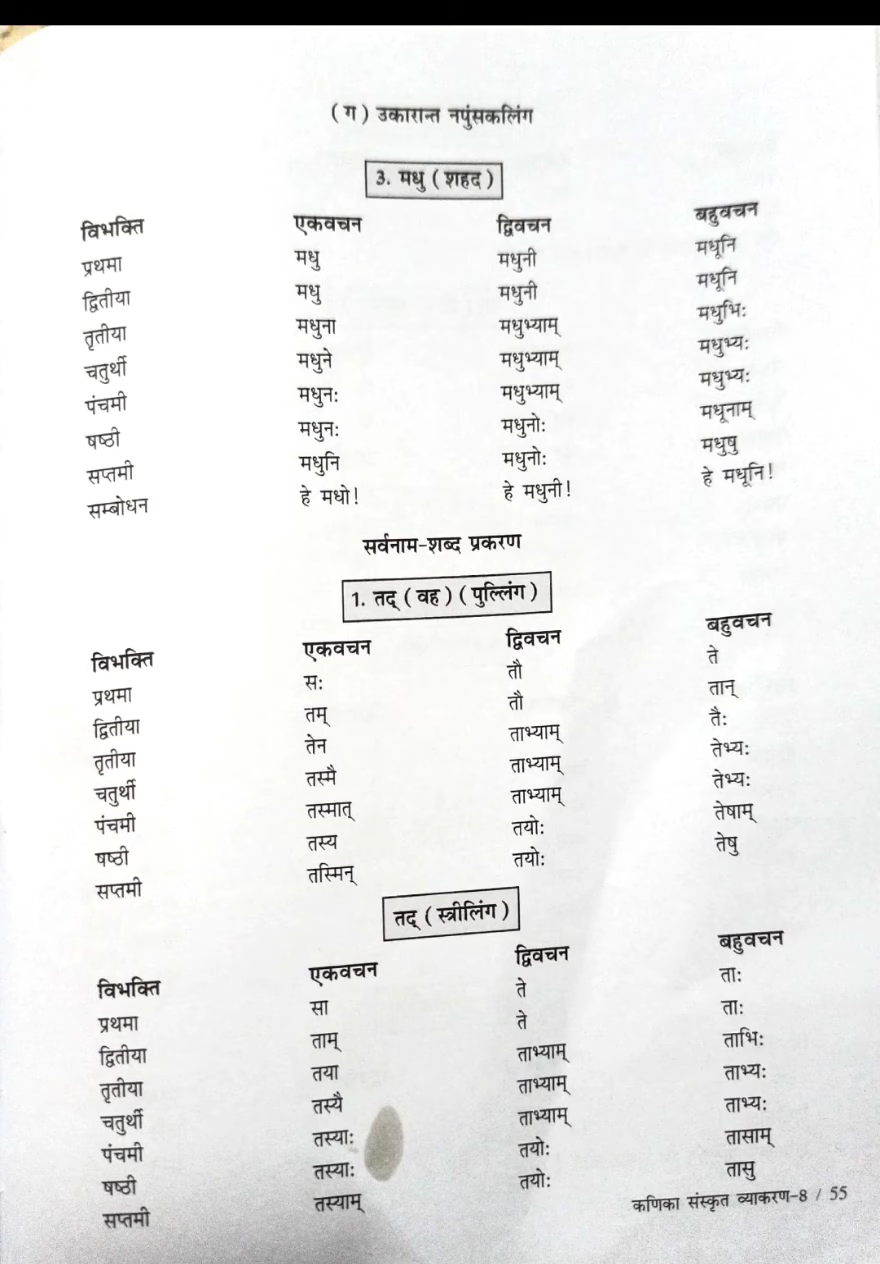 (ग) उकारान्त नपुंसकलिंग
3. मधु (शहद)
विभक्ति एकवचन द्विवचन बहुवचन
प्रथमा मधु मधुनी मधूनि
द्वितीया मधु मधुनी मधूनि
तृतीया मधुना मधुभ्याम् मधुभिः
चतुर्थी मधुने मधुभ्याम् मधुभ्यः
पंचमी मधुनः मधुभ्याम् मधुभ्यः
षष्ठी मधुनः मधुनोः मधूनाम्
सप्तमी मधुनि मधुनोः मधुषु
सम्बोधन हे मधो! हे मधुनी! हे मधूनि!
सर्वनाम-शब्द प्रकरण
1. तद् (वह) (पुल्लिंग)
विभक्ति एकवचन द्विवचन बहुवचन
प्रथमा सः तौ ते
द्वितीया तम् तौ तान्
तृतीया तेन ताभ्याम् तैः
चतुर्थी तस्मै ताभ्याम् तेभ्यः
पंचमी तस्मात् ताभ्याम् तेभ्यः
षष्ठी तस्य तयोः तेषाम्
सप्तमी तस्मिन् तयोः तेषु
तद् (स्त्रीलिंग)
विभक्ति एकवचन द्विवचन बहुवचन
प्रथमा सा ते ताः
द्वितीया ताम् ते ताः
तृतीया तया ताभ्याम् ताभिः
चतुर्थी तस्यै ताभ्याम् ताभ्यः
पंचमी तस्याः ताभ्याम् ताभ्यः
षष्ठी तस्याः तयोः तासाम्
सप्तमी तस्याम् तयोः तासु
कणिका संस्कृत व्याकरण-8 / 55